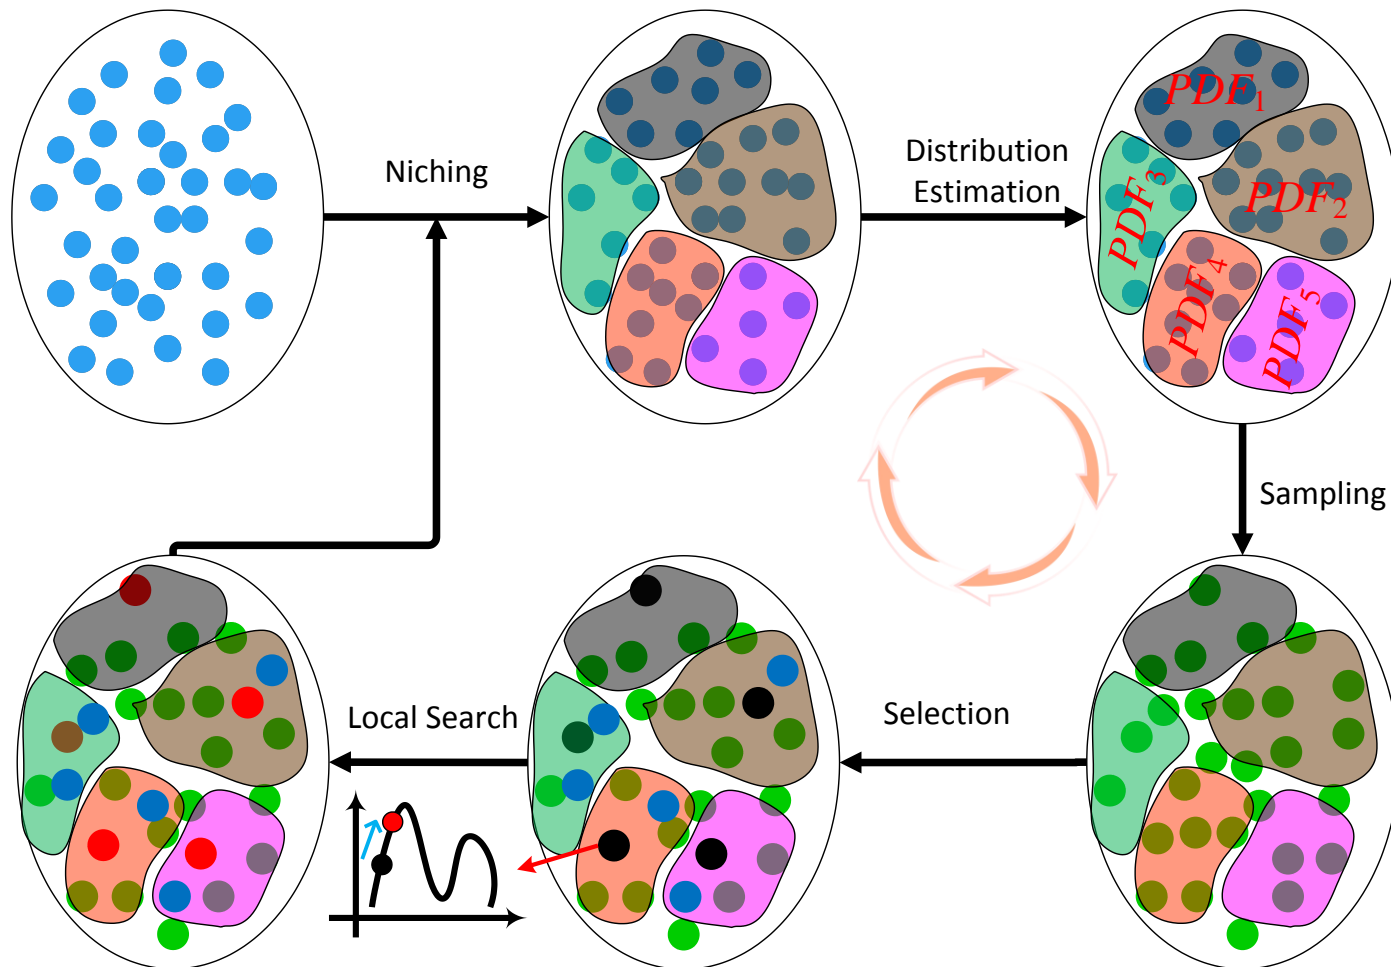 Niching
Distribution
Estimation
PDF₁
PDF₂
PDF₃
PDF₄
PDF₅
Sampling
Selection
Local Search